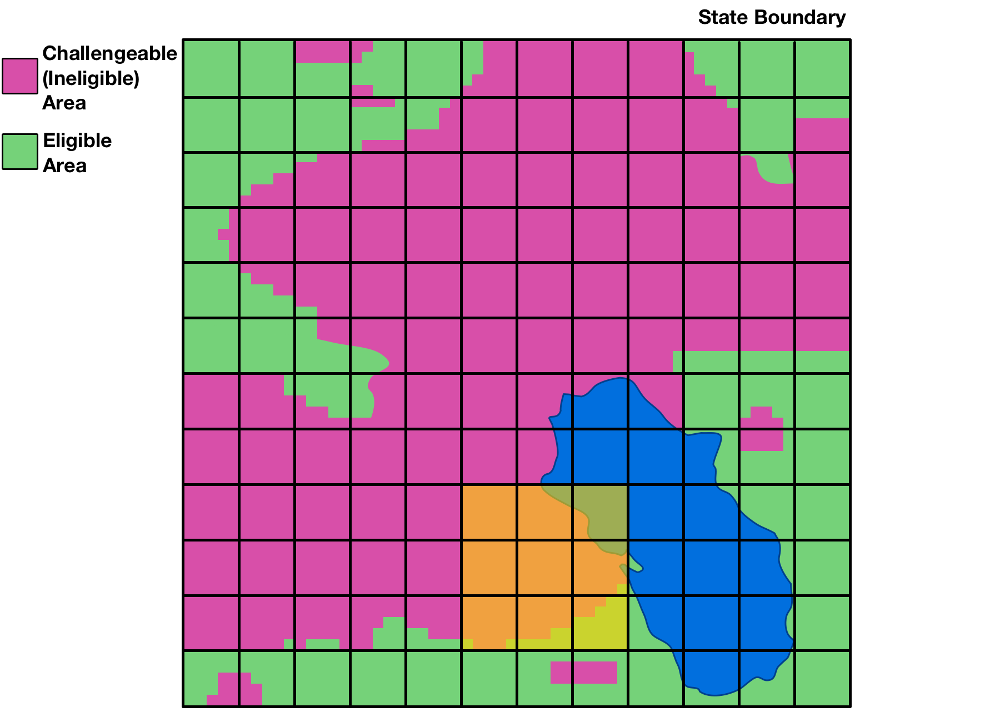 State Boundary
Challengeable
(Ineligible)
Area
Eligible
Area